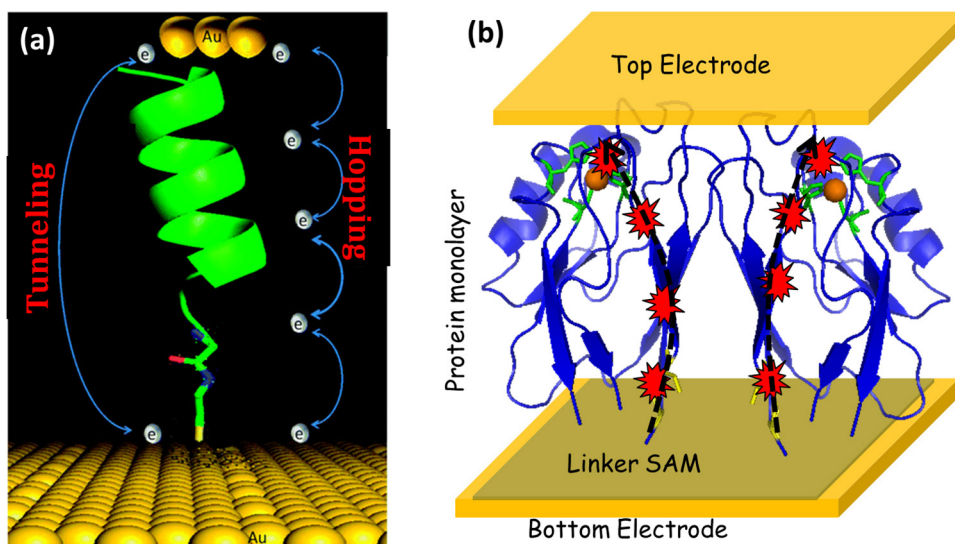 (a)
Au
e
e
e
e
e
e
e
Tunneling
Hopping
Au
(b)
Top Electrode
Protein monolayer
Linker SAM
Bottom Electrode